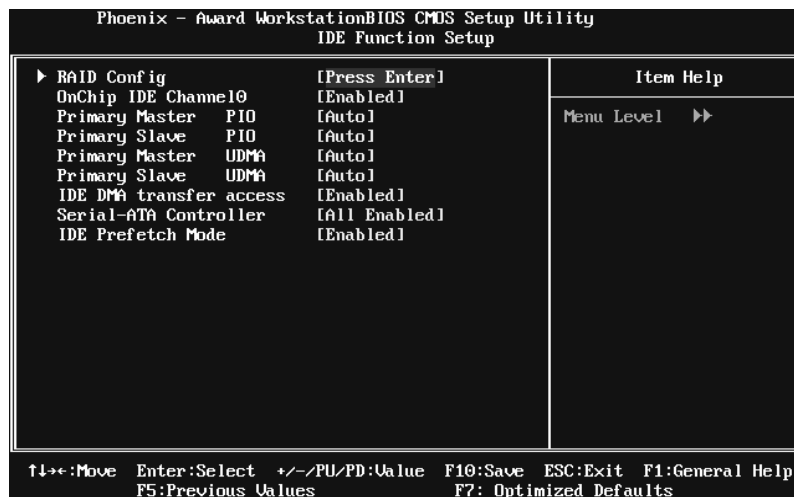 Phoenix - Award WorkstationBIOS CMOS Setup Utility
IDE Function Setup
▶ RAID Config [Press Enter]
OnChip IDE Channel0 [Enabled]
Primary Master PIO [Auto]
Primary Slave PIO [Auto]
Primary Master UDMA [Auto]
Primary Slave UDMA [Auto]
IDE DMA transfer access [Enabled]
Serial-ATA Controller [All Enabled]
IDE Prefetch Mode [Enabled]
Item Help
Menu Level ▶▶
↑↓→←:Move Enter:Select +/-/PU/PD:Value F10:Save ESC:Exit F1:General Help
F5:Previous Values F7: Optimized Defaults